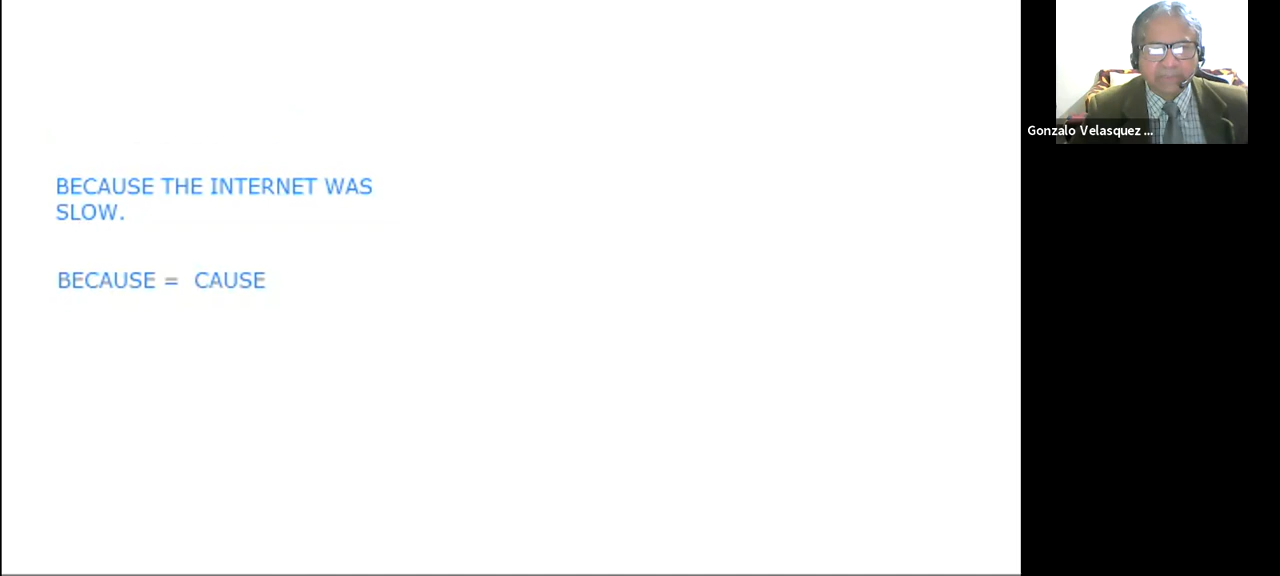 BECAUSE THE INTERNET WAS
SLOW.
BECAUSE = CAUSE
Gonzalo Velasquez ...